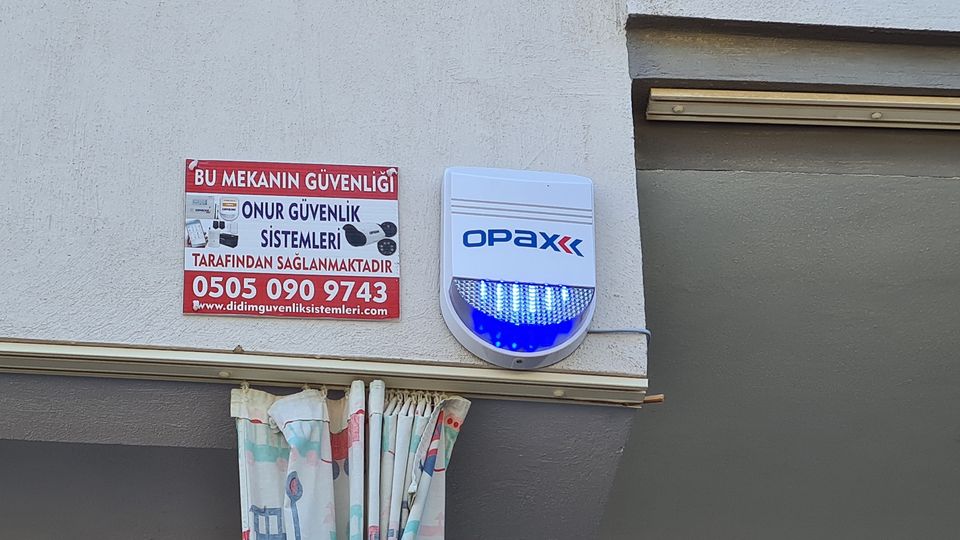 BU MEKANIN GÜVENLİĞİ
ONUR GÜVENLİK
SİSTEMLERİ
TARAFINDAN SAĞLANMAKTADIR
0505 090 9743
www.didimguvenliksistemleri.com
OPAX